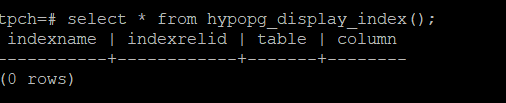 tpch=# select * from hypopg_display_index();
 indexname | indexrelid | table | column
-----------+------------+-------+--------
(0 rows)